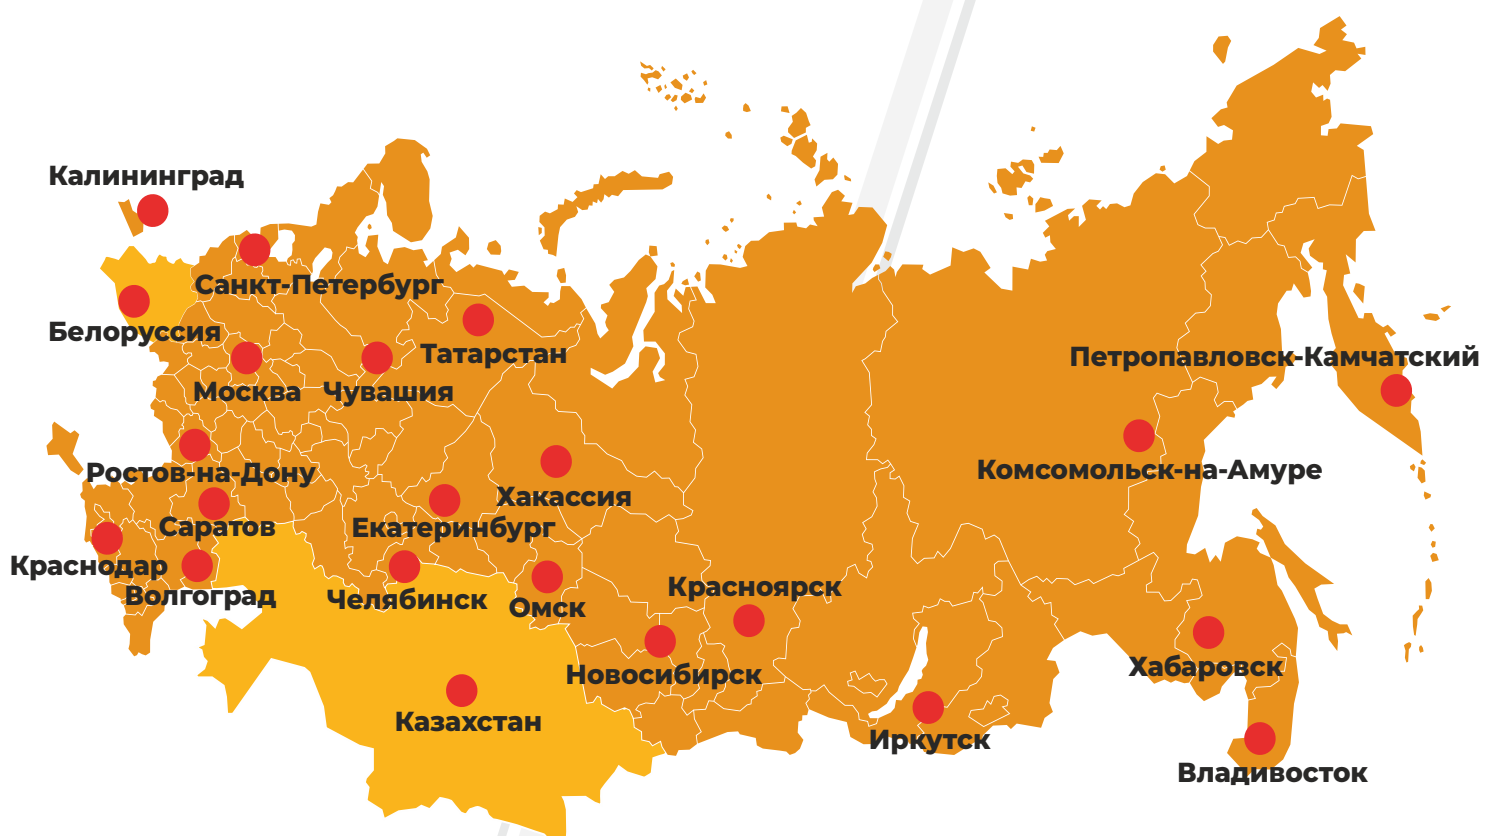 Калининград
Санкт-Петербург
Белоруссия
Татарстан
Петропавловск-Камчатский
Москва
Чувашия
Ростов-на-Дону
Комсомольск-на-Амуре
Хакассия
Саратов
Екатеринбург
Краснодар
Волгоград
Челябинск
Омск
Красноярск
Новосибирск
Хабаровск
Казахстан
Иркутск
Владивосток